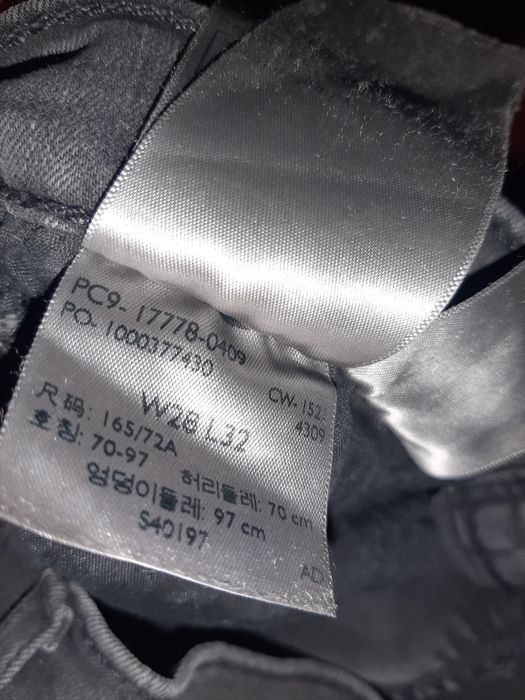 PC9- 17778-0409
PO- 1000377430
CW- 152
4309
W28 L32
尺码: 165/72A
호칭: 70-97
허리둘레: 70 cm
엉덩이둘레: 97 cm
S40197
AD